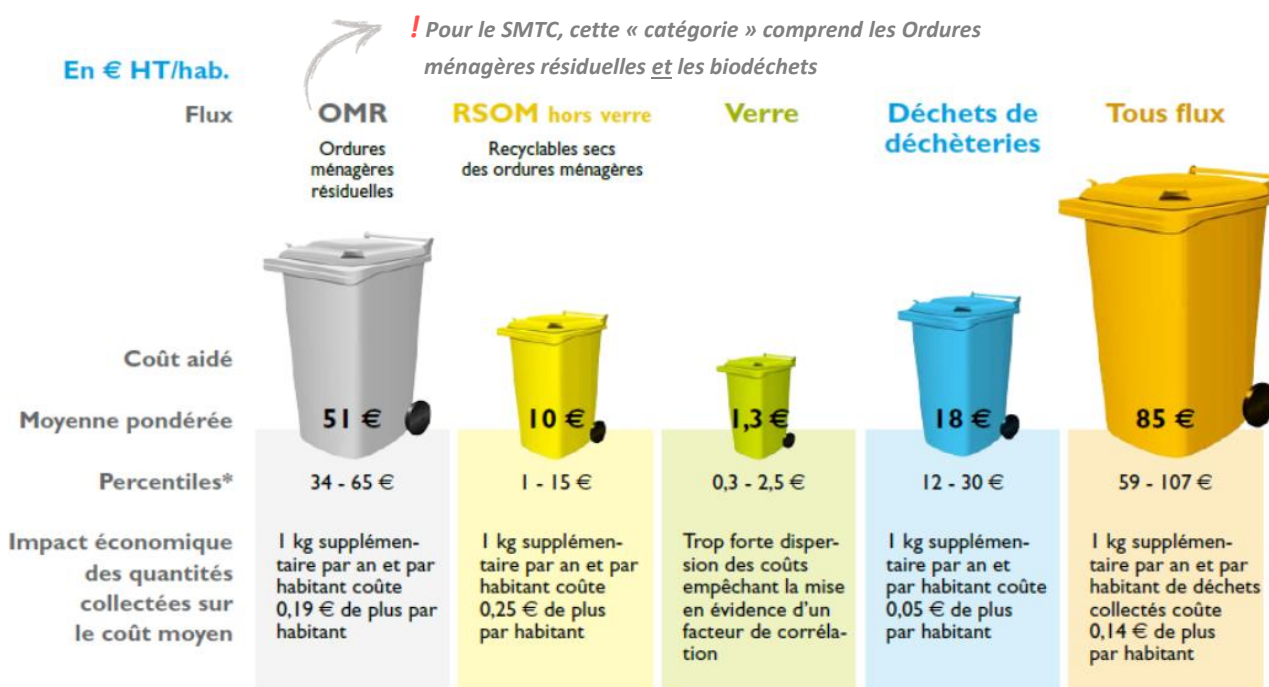 ! Pour le SMTC, cette « catégorie » comprend les Ordures
ménagères résiduelles et les biodéchets
En € HT/hab.
Flux
OMR
Ordures
ménagères
résiduelles
RSOM hors verre
Recyclables secs
des ordures ménagères
Verre
Déchets de
déchèteries
Tous flux
Coût aidé
Moyenne pondérée
51 €
10 €
1,3 €
18 €
85 €
Percentiles*
34 - 65 €
1 - 15 €
0,3 - 2,5 €
12 - 30 €
59 - 107 €
Impact économique
des quantités
collectées sur
le coût moyen
1 kg supplémen-
taire par an et par
habitant coûte
0,19 € de plus par
habitant
1 kg supplémen-
taire par an et par
habitant coûte
0,25 € de plus
par habitant
Trop forte disper-
sion des coûts
empêchant la mise
en évidence d'un
facteur de corréla-
tion
1 kg supplémen-
taire par an et
par habitant coûte
0,05 € de plus
par habitant
1 kg supplémen-
taire par an et par
habitant de déchets
collectés coûte
0,14 € de plus
par habitant